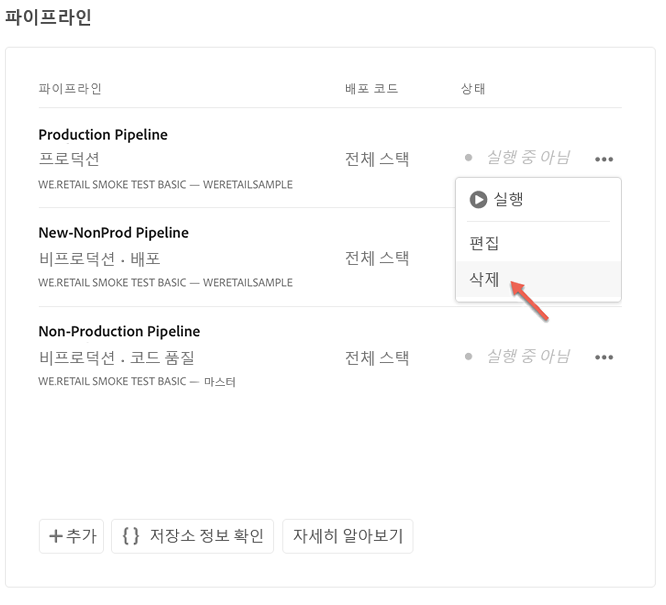 파이프라인
파이프라인 배포 코드 상태
Production Pipeline
프로덕션 전체 스택 실행 중 아님
WE.RETAIL SMOKE TEST BASIC — WERETAILSAMPLE
실행
New-NonProd Pipeline
편집
비프로덕션 · 배포 전체 스택
삭제
WE.RETAIL SMOKE TEST BASIC — WERETAILSAMPLE
Non-Production Pipeline
비프로덕션 · 코드 품질 전체 스택 실행 중 아님
WE.RETAIL SMOKE TEST BASIC — 마스터
추가 {} 저장소 정보 확인 자세히 알아보기